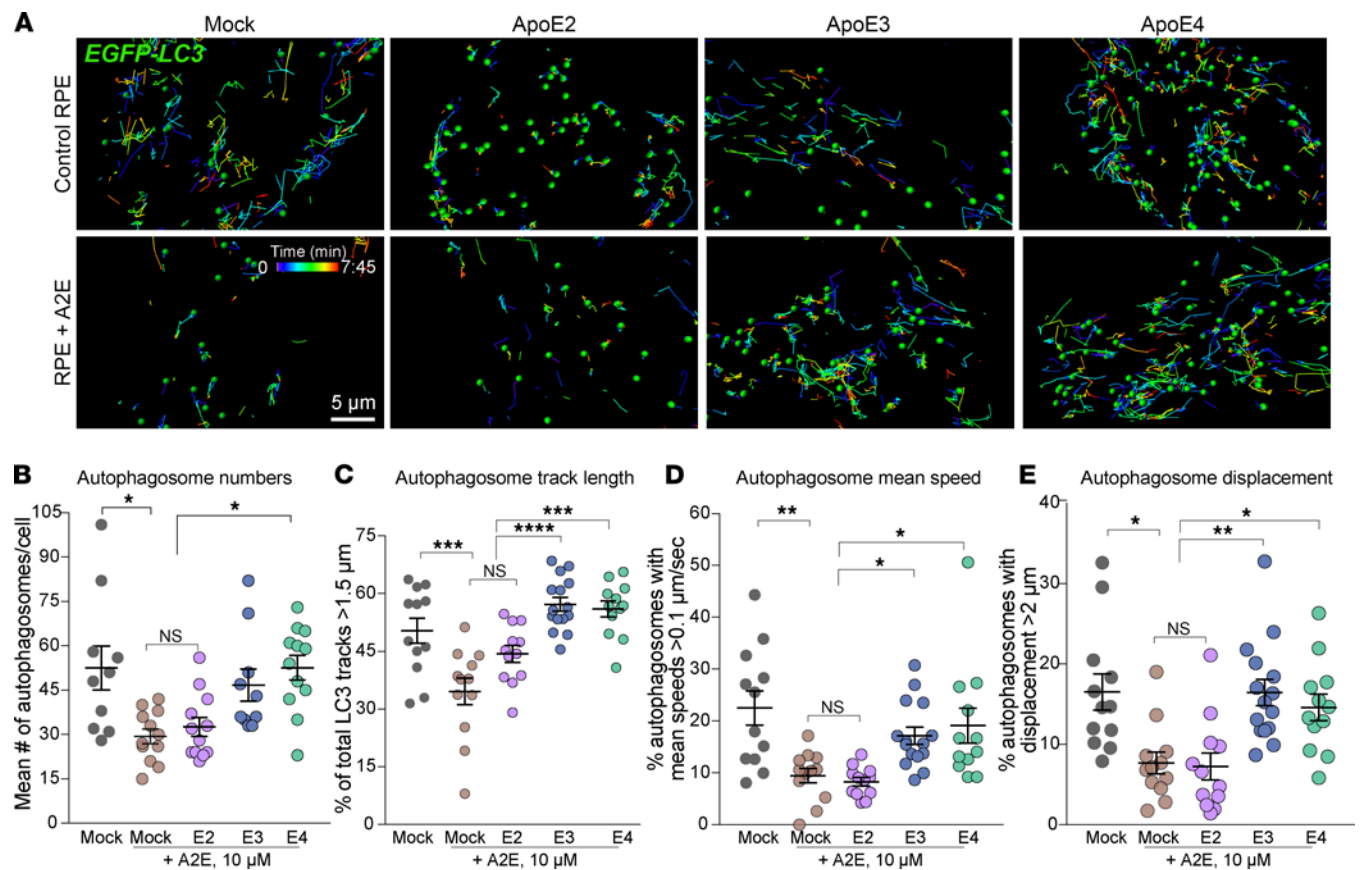 A
Mock ApoE2 ApoE3 ApoE4
Control RPE
EGFP-LC3
RPE + A2E
Time (min)
0 7:45
5 μm
B Autophagosome numbers
Mean # of autophagosomes/cell
105
90
75
60
45
30
15
0
* * NS
Mock Mock E2 E3 E4
+ A2E, 10 μM
C Autophagosome track length
% of total LC3 tracks >1.5 μm
75
60
45
30
15
0
*** NS **** ***
Mock Mock E2 E3 E4
+ A2E, 10 μM
D Autophagosome mean speed
% autophagosomes with
mean speeds >0.1 μm/sec
60
50
40
30
20
10
0
** NS * *
Mock Mock E2 E3 E4
+ A2E, 10 μM
E Autophagosome displacement
% autophagosomes with
displacement >2 μm
40
30
20
10
0
* NS ** *
Mock Mock E2 E3 E4
+ A2E, 10 μM